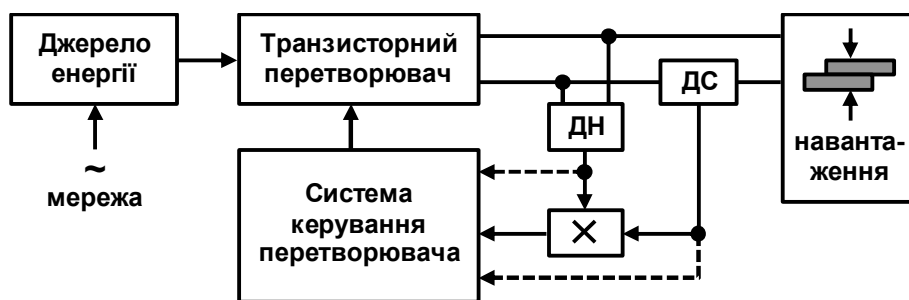 Джерело
енергії
Транзисторний
перетворювач
ДС
ДН
наванта-
ження
~
мережа
Система
керування
перетворювача
×